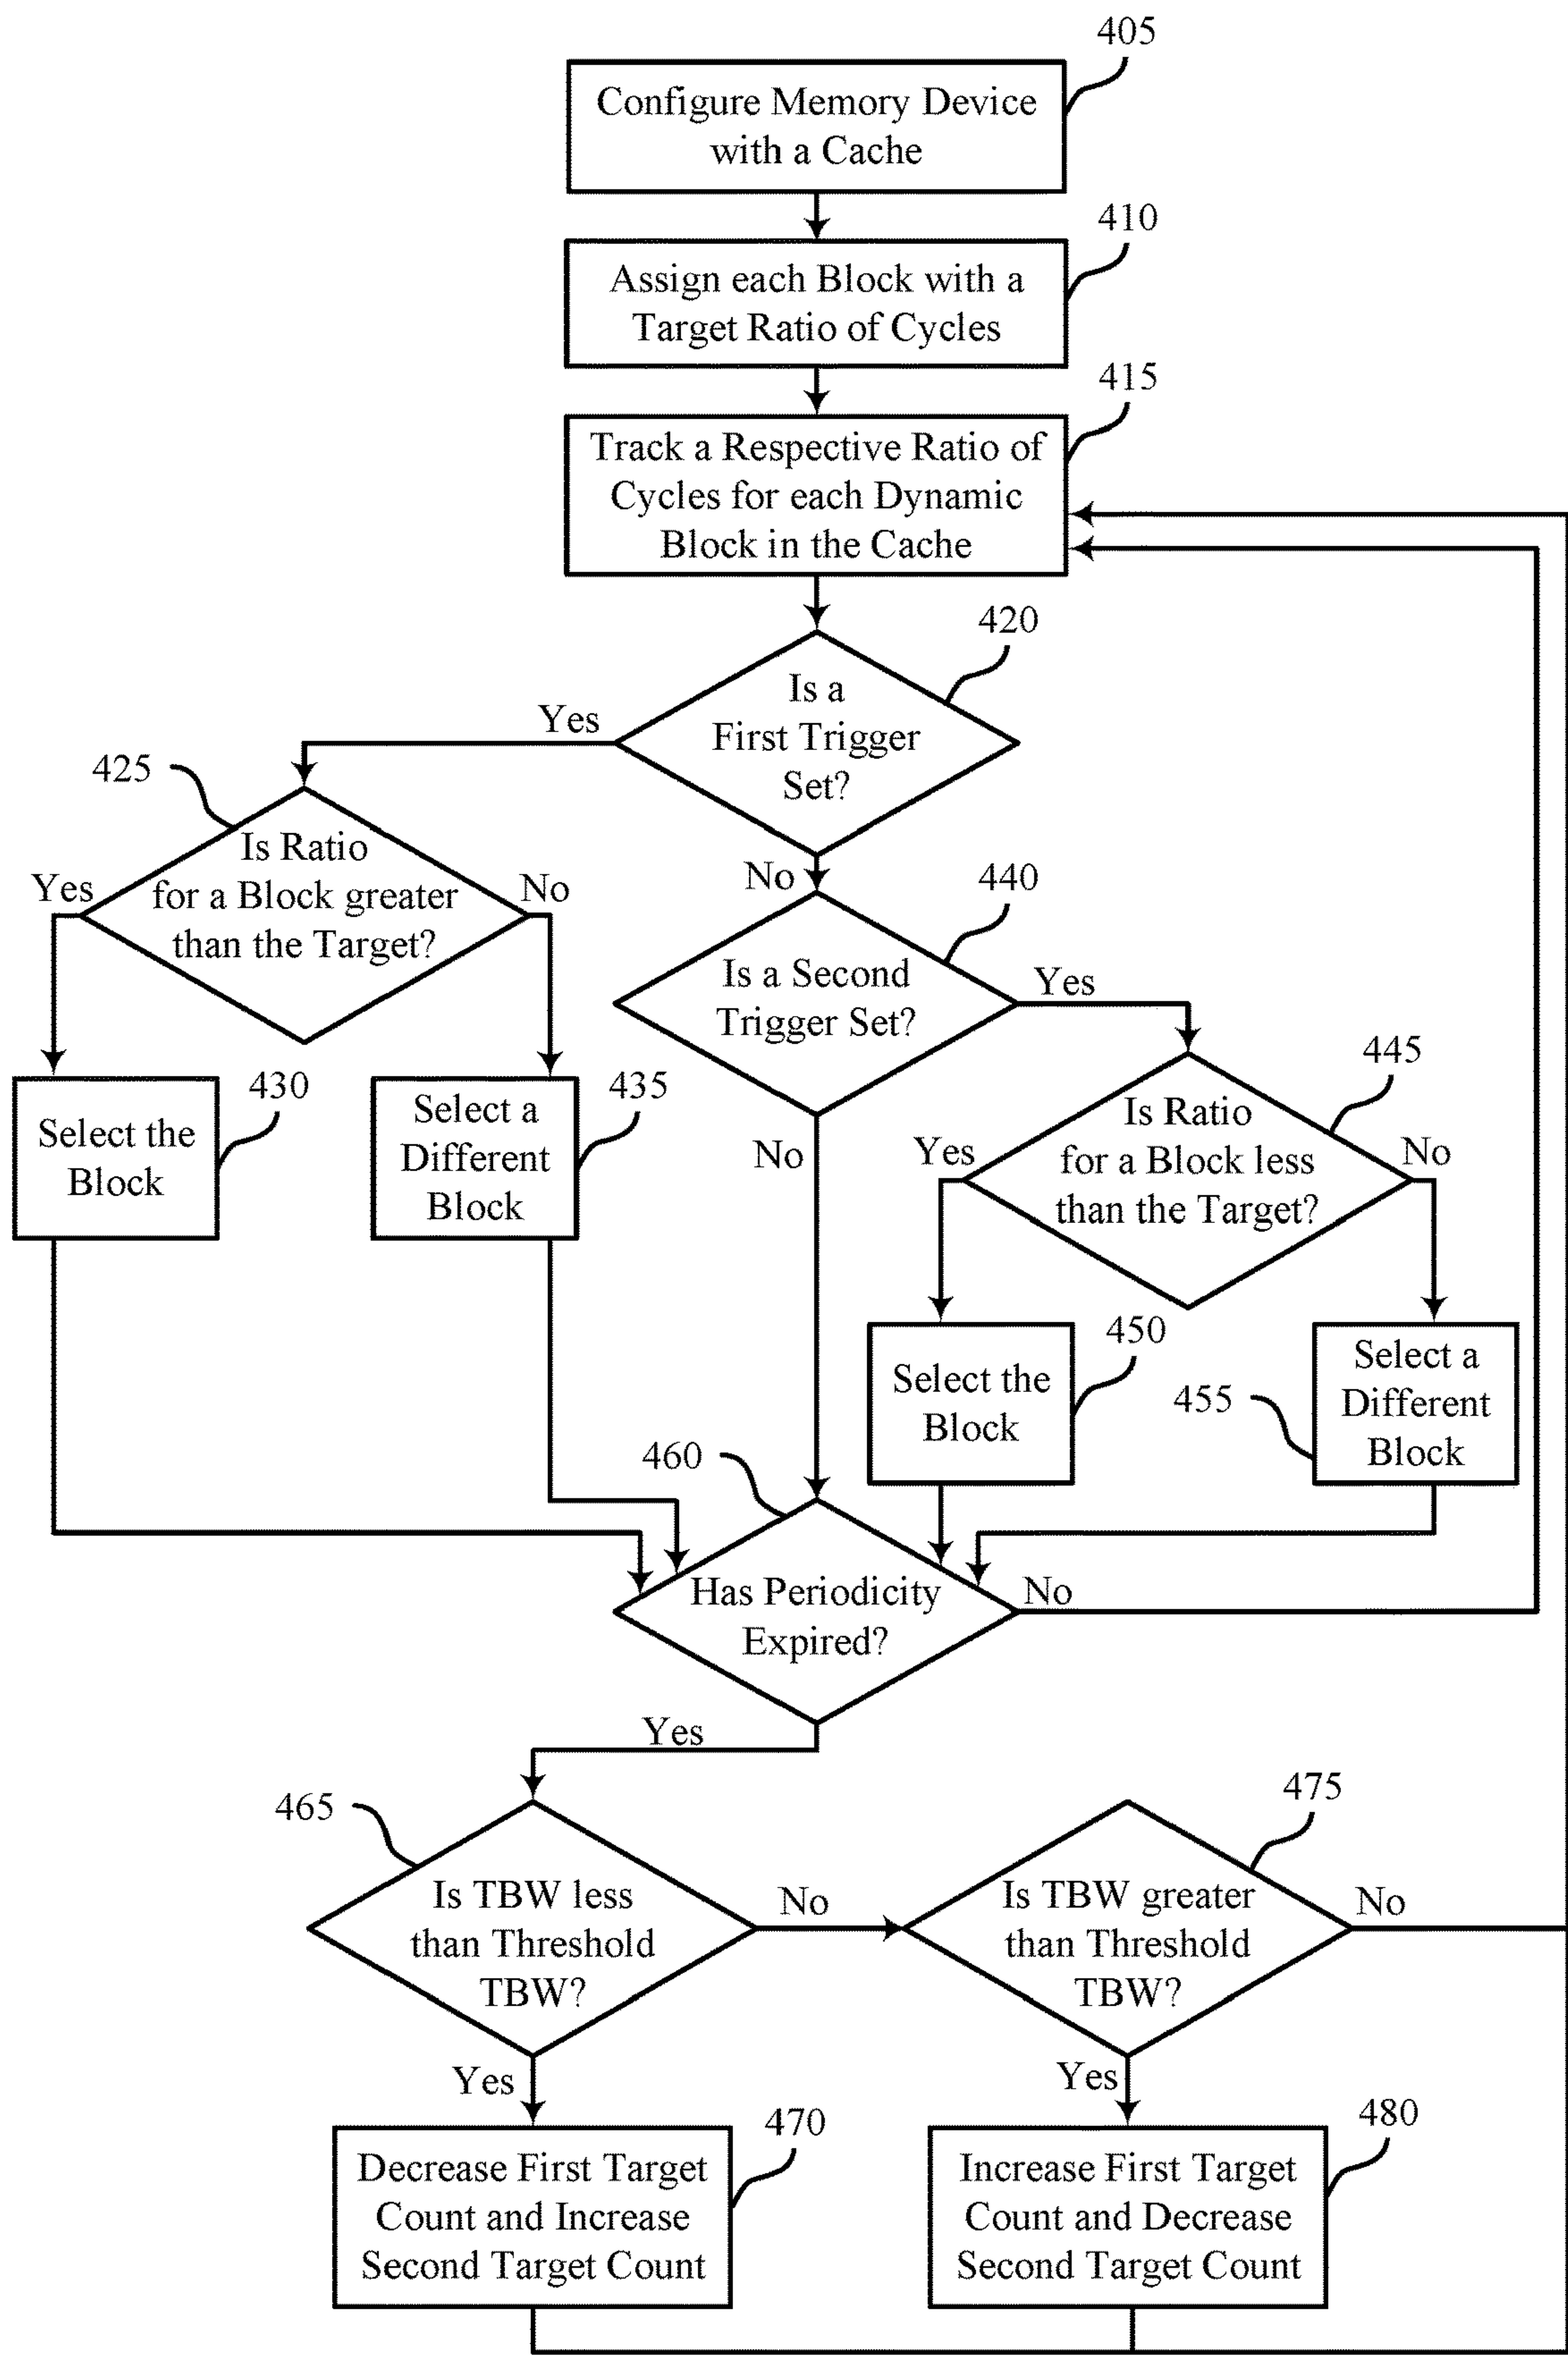 405
Configure Memory Device
with a Cache
410
Assign each Block with a
Target Ratio of Cycles
415
Track a Respective Ratio of
Cycles for each Dynamic
Block in the Cache
420
Is a
First Trigger
Set?
Yes
No
425
Is Ratio
for a Block greater
than the Target?
Yes
No
430
Select the
Block
435
Select a
Different
Block
440
Is a Second
Trigger Set?
Yes
No
445
Is Ratio
for a Block less
than the Target?
Yes
No
450
Select the
Block
455
Select a
Different
Block
460
Has Periodicity
Expired?
No
Yes
465
Is TBW less
than Threshold
TBW?
No
Yes
475
Is TBW greater
than Threshold
TBW?
No
Yes
470
Decrease First Target
Count and Increase
Second Target Count
480
Increase First Target
Count and Decrease
Second Target Count